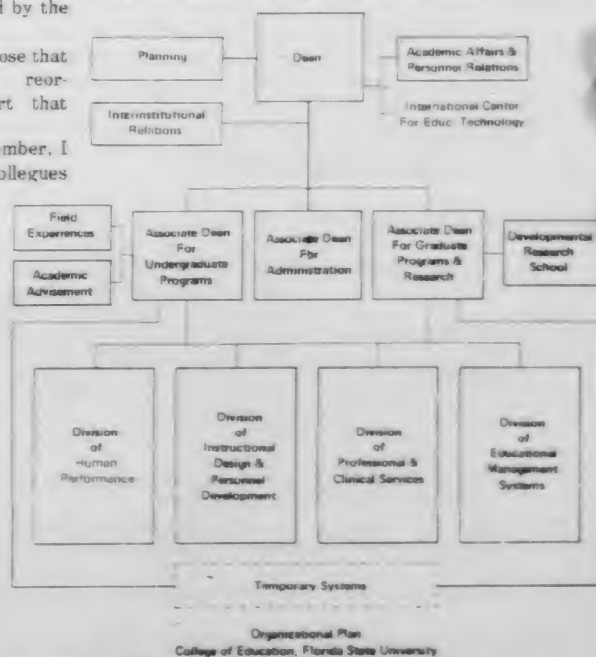 d by the
ose that
reor-
rt that
mber, I
ollegues
Planning
Dean
Academic Affairs &
Personnel Relations
Interinstitutional
Relations
International Center
For Educ. Technology
Field
Experiences
Academic
Advisement
Associate Dean
For
Undergraduate
Programs
Associate Dean
For
Administration
Associate Dean
For Graduate
Programs &
Research
Developmental
Research
School
Division
of
Human
Performance
Division
of
Instructional
Design &
Personnel
Development
Division
of
Professional &
Clinical Services
Division
of
Educational
Management
Systems
Temporary Systems
Organizational Plan
College of Education, Florida State University